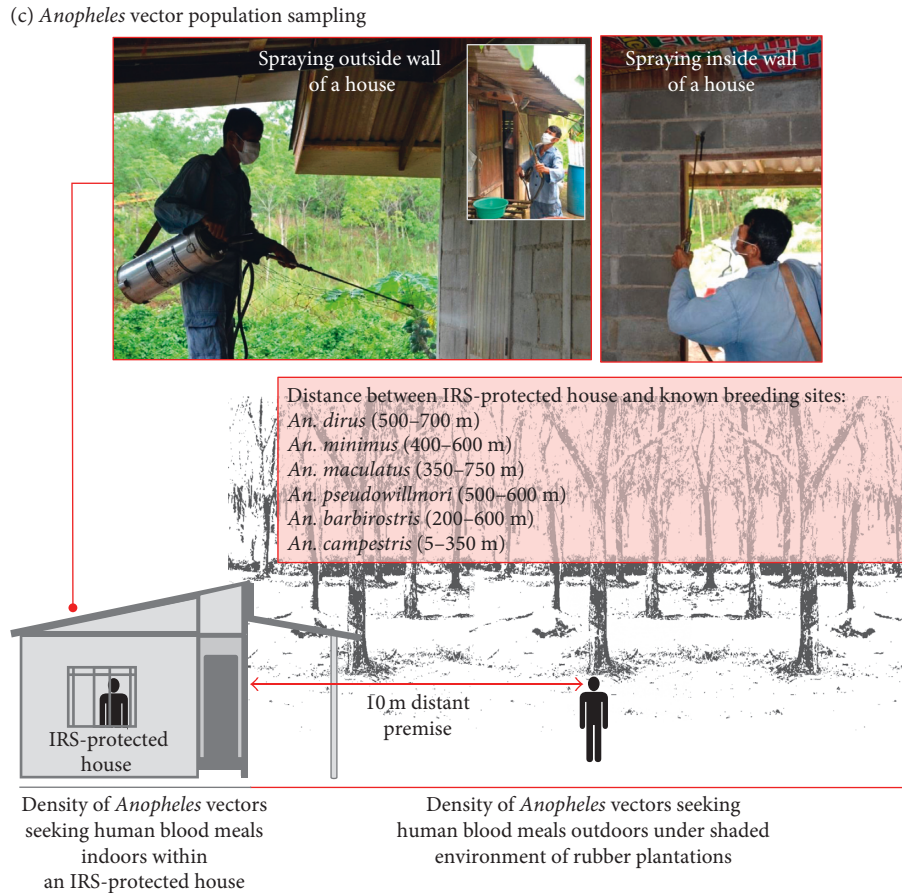 (c) Anopheles vector population sampling
Spraying outside wall
of a house
Spraying inside wall
of a house
Distance between IRS-protected house and known breeding sites:
An. dirus (500–700 m)
An. minimus (400–600 m)
An. maculatus (350–750 m)
An. pseudowillmori (500–600 m)
An. barbirostris (200–600 m)
An. campestris (5–350 m)
10 m distant
premise
IRS-protected
house
Density of Anopheles vectors
seeking human blood meals
indoors within
an IRS-protected house
Density of Anopheles vectors seeking
human blood meals outdoors under shaded
environment of rubber plantations